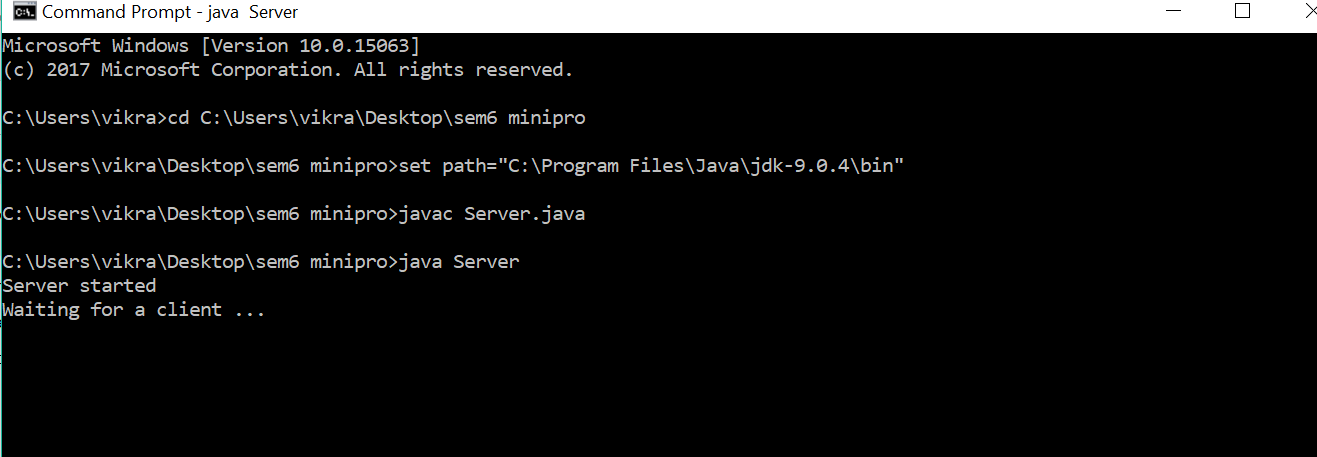 Command Prompt - java  Server
Microsoft Windows [Version 10.0.15063]
(c) 2017 Microsoft Corporation. All rights reserved.
C:\Users\vikra>cd C:\Users\vikra\Desktop\sem6 minipro
C:\Users\vikra\Desktop\sem6 minipro>set path="C:\Program Files\Java\jdk-9.0.4\bin"
C:\Users\vikra\Desktop\sem6 minipro>javac Server.java
C:\Users\vikra\Desktop\sem6 minipro>java Server
Server started
Waiting for a client ...